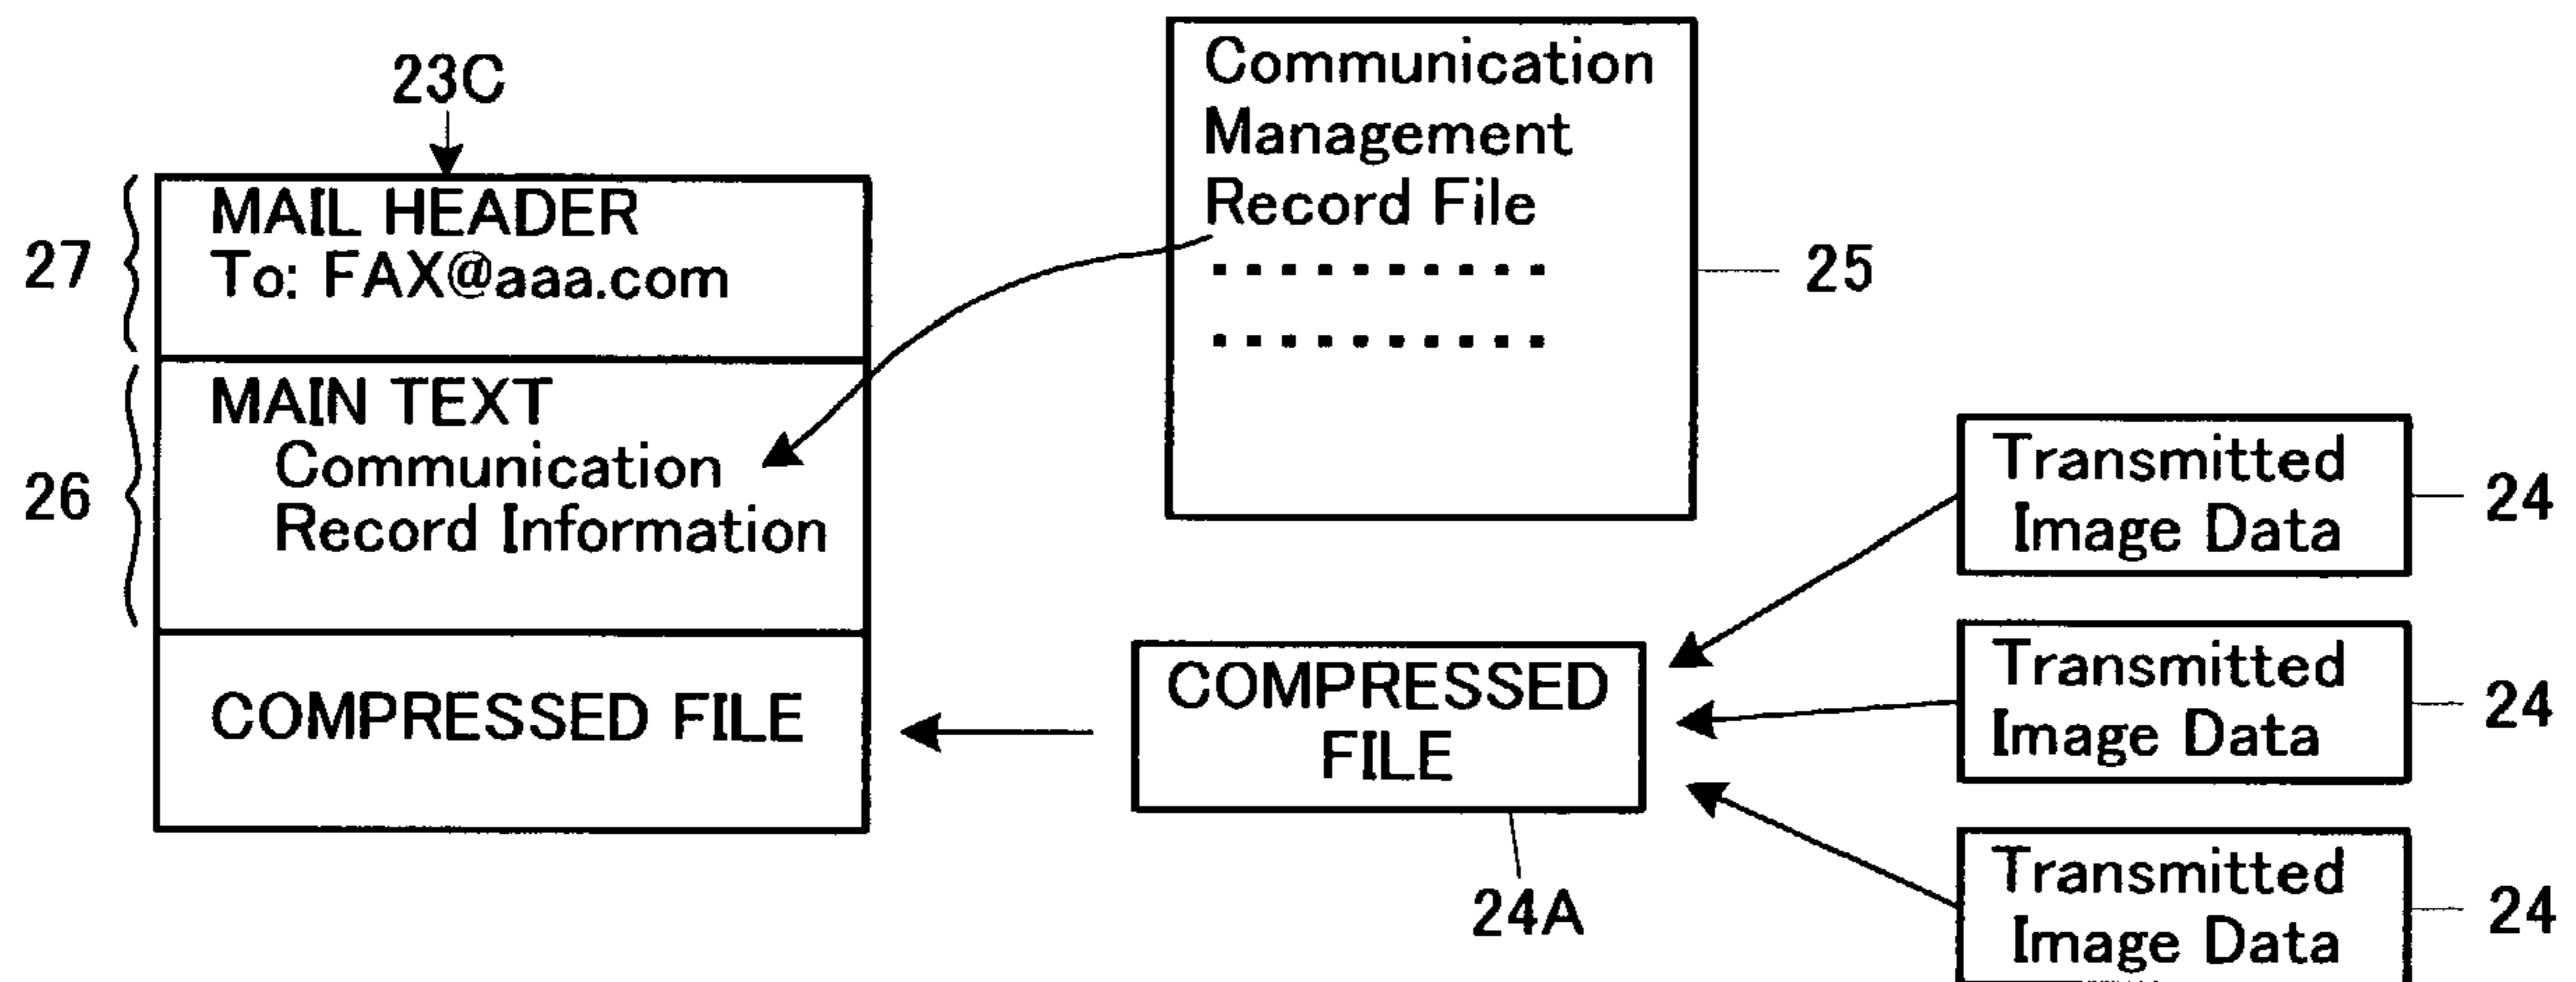 23C
27
MAIL HEADER
To: FAX@aaa.com
26
MAIN TEXT
Communication
Record Information
COMPRESSED FILE
Communication
Management
Record File
25
COMPRESSED
FILE
24A
Transmitted
Image Data
24
Transmitted
Image Data
24
Transmitted
Image Data
24